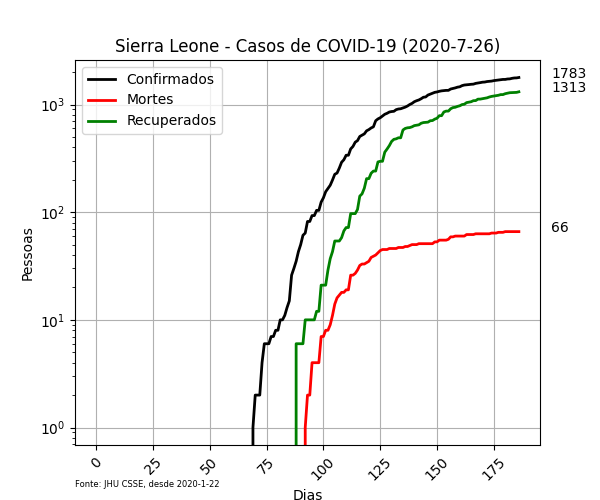 Sierra Leone - Casos de COVID-19 (2020-7-26)
Confirmados
Mortes
Recuperados
1783
1313
66
Pessoas
10³
10²
10¹
10⁰
0
25
50
75
100
125
150
175
Fonte: JHU CSSE, desde 2020-1-22
Dias